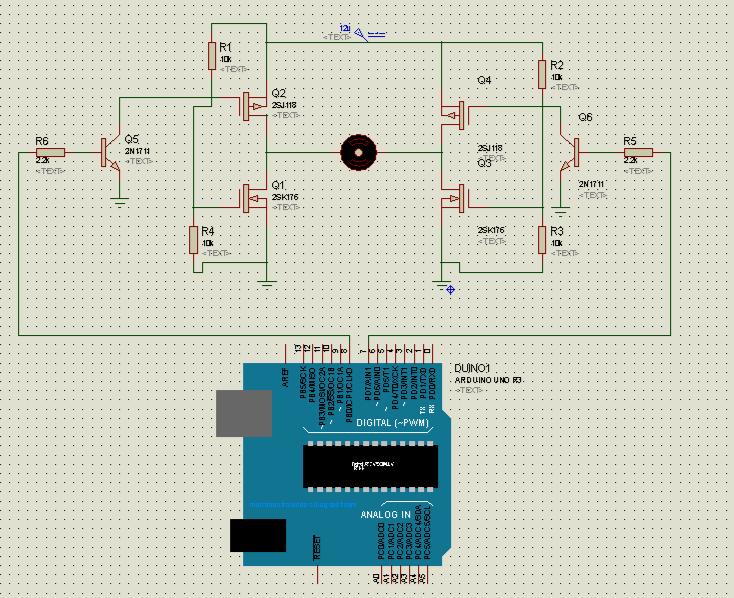 12v
<TEXT>
R1
10k
<TEXT>
Q2
2SJ118
<TEXT>
Q4
2SJ118
<TEXT>
R2
10k
<TEXT>
R6
2.2k
<TEXT>
Q5
2N1711
<TEXT>
Q6
2N1711
<TEXT>
R5
2.2k
<TEXT>
Q1
2SK176
<TEXT>
Q3
2SK176
<TEXT>
R4
10k
<TEXT>
R3
10k
<TEXT>
DUINO1
ARDUINO UNO R3
<TEXT>
13 12 11 10 9 8 7 6 5 4 3 2 1 0
AREF
PB5/SCK
PB4/MISO
~ PB3/MOSI/OC2A
~ PB2/SS/OC1B
~ PB1/OC1A
PB0/ICP1/CLKO
PD7/AIN1
~ PD6/AIN0
~ PD5/T1
PD4/T0/XCK
~ PD3/INT1
PD2/INT0
TX PD1/TXD
RX PD0/RXD
DIGITAL (~PWM)
ANALOG IN
RESET
PC0/ADC0
PC1/ADC1
PC2/ADC2
PC3/ADC3
PC4/ADC4/SDA
PC5/ADC5/SCL
A0 A1 A2 A3 A4 A5